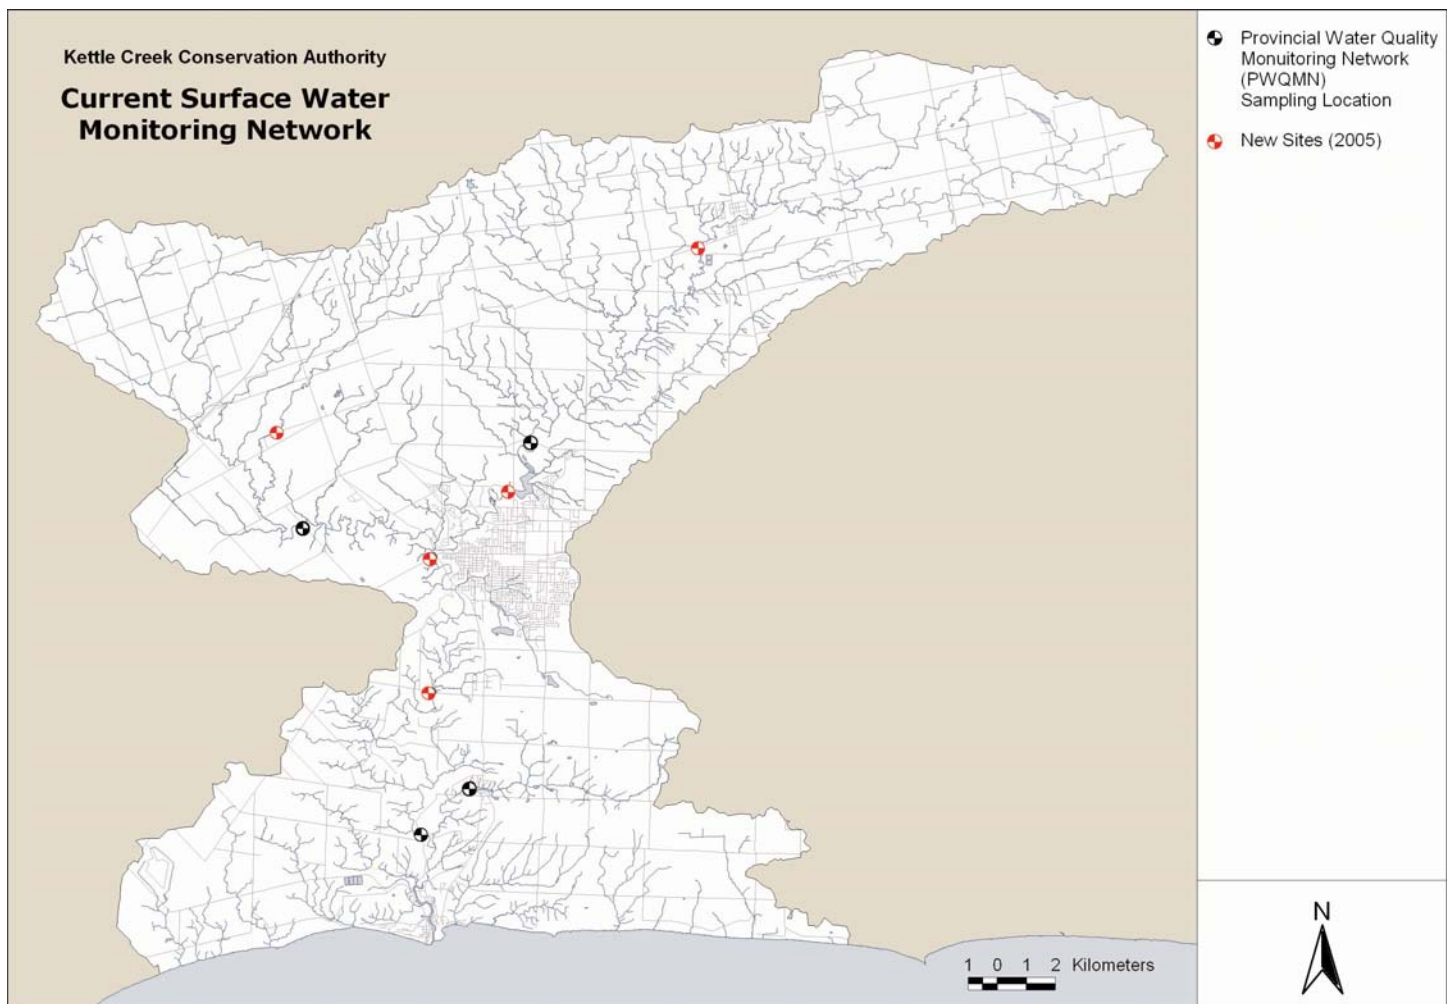 Kettle Creek Conservation Authority
Current Surface Water
Monitoring Network
Provincial Water Quality
Monuitoring Network
(PWQMN)
Sampling Location
New Sites (2005)
N
1 0 1 2 Kilometers